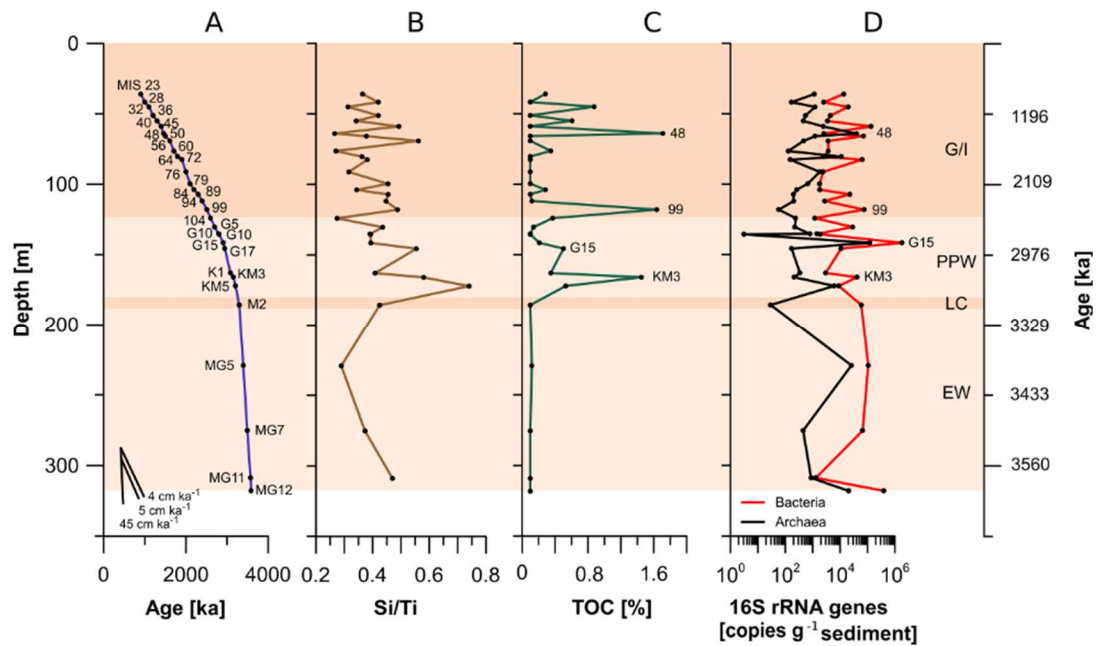 A B C D
0
100
200
300
Depth [m]
MIS 23
28
32
36
40
45
48
50
56
60
64
72
76
79
84
89
94
99
104
G5
G10
G10
G15
G17
K1
KM3
KM5
M2
MG5
MG7
MG11
MG12
4 cm ka-1
5 cm ka-1
45 cm ka-1
0 2000 4000
Age [ka]
0.2 0.4 0.6 0.8
Si/Ti
48
99
G15
KM3
0 0.8 1.6
TOC [%]
48
99
G15
KM3
G/I
PPW
LC
EW
Bacteria
Archaea
10⁰ 10² 10⁴ 10⁶
16S rRNA genes
[copies g⁻¹ sediment]
1196
2109
2976
3329
3433
3560
Age [ka]